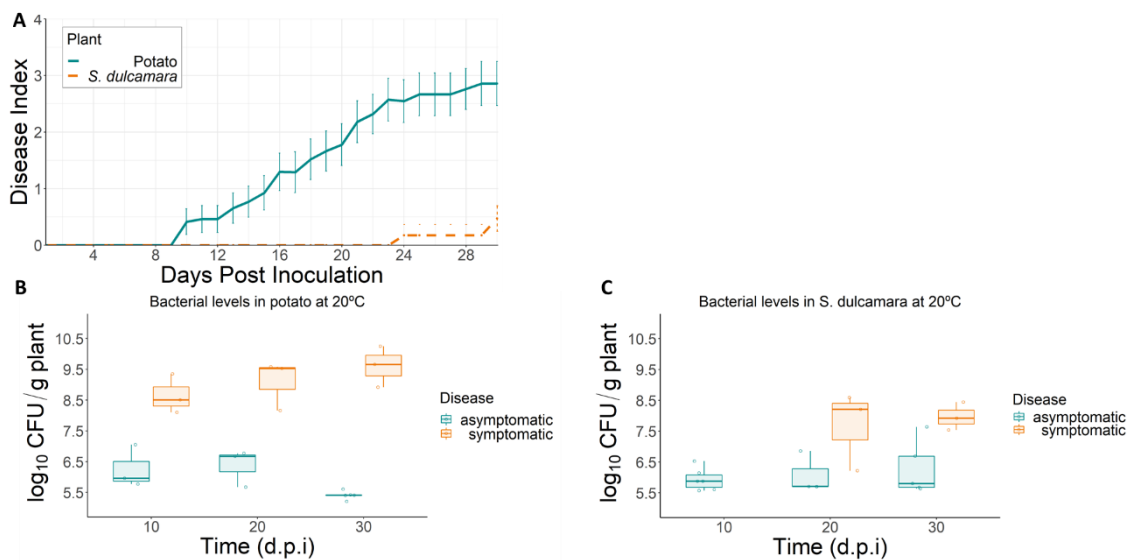 A
Plant
Potato
S. dulcamara
Disease Index
4
3
2
1
0
4 8 12 16 20 24 28
Days Post Inoculation
B
Bacterial levels in potato at 20ºC
log10 CFU / g plant
10.5
9.5
8.5
7.5
6.5
5.5
10 20 30
Time (d.p.i)
Disease
asymptomatic
symptomatic
C
Bacterial levels in S. dulcamara at 20ºC
log10 CFU / g plant
10.5
9.5
8.5
7.5
6.5
5.5
10 20 30
Time (d.p.i)
Disease
asymptomatic
symptomatic